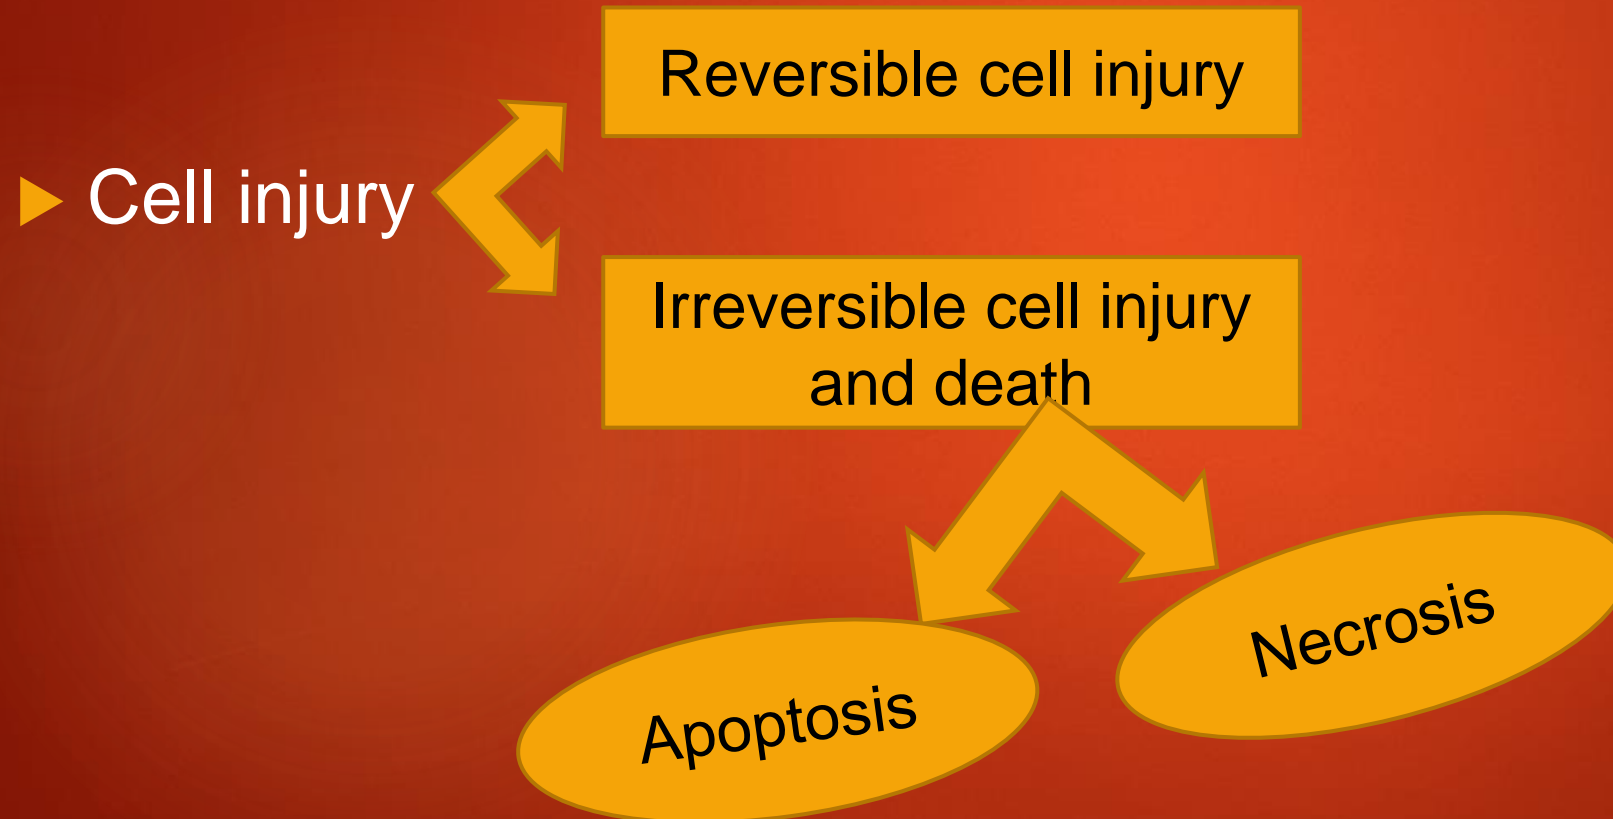 Reversible cell injury
Cell injury
Irreversible cell injury
and death
Necrosis
Apoptosis